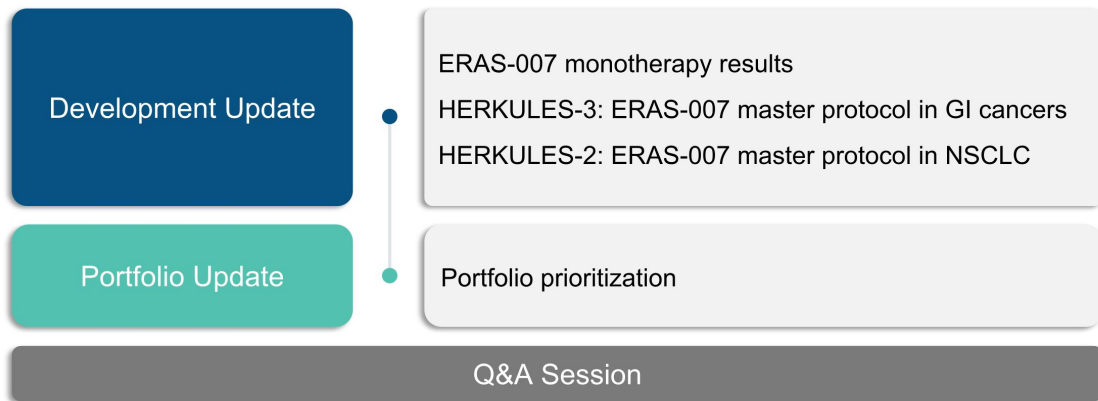 Development Update
ERAS-007 monotherapy results
HERKULES-3: ERAS-007 master protocol in GI cancers
HERKULES-2: ERAS-007 master protocol in NSCLC
Portfolio Update
Portfolio prioritization
Q&A Session